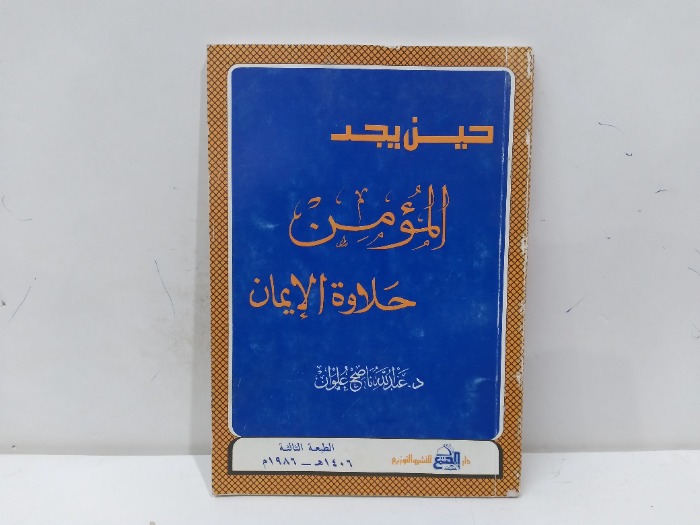 حين يجد
المؤمن
حلاوة الإيمان
د. عبد الله ناصح علوان
الطبعة الثالثة
١٤٠٦هـ - ١٩٨٦م
دار
للنشر والتوزيع